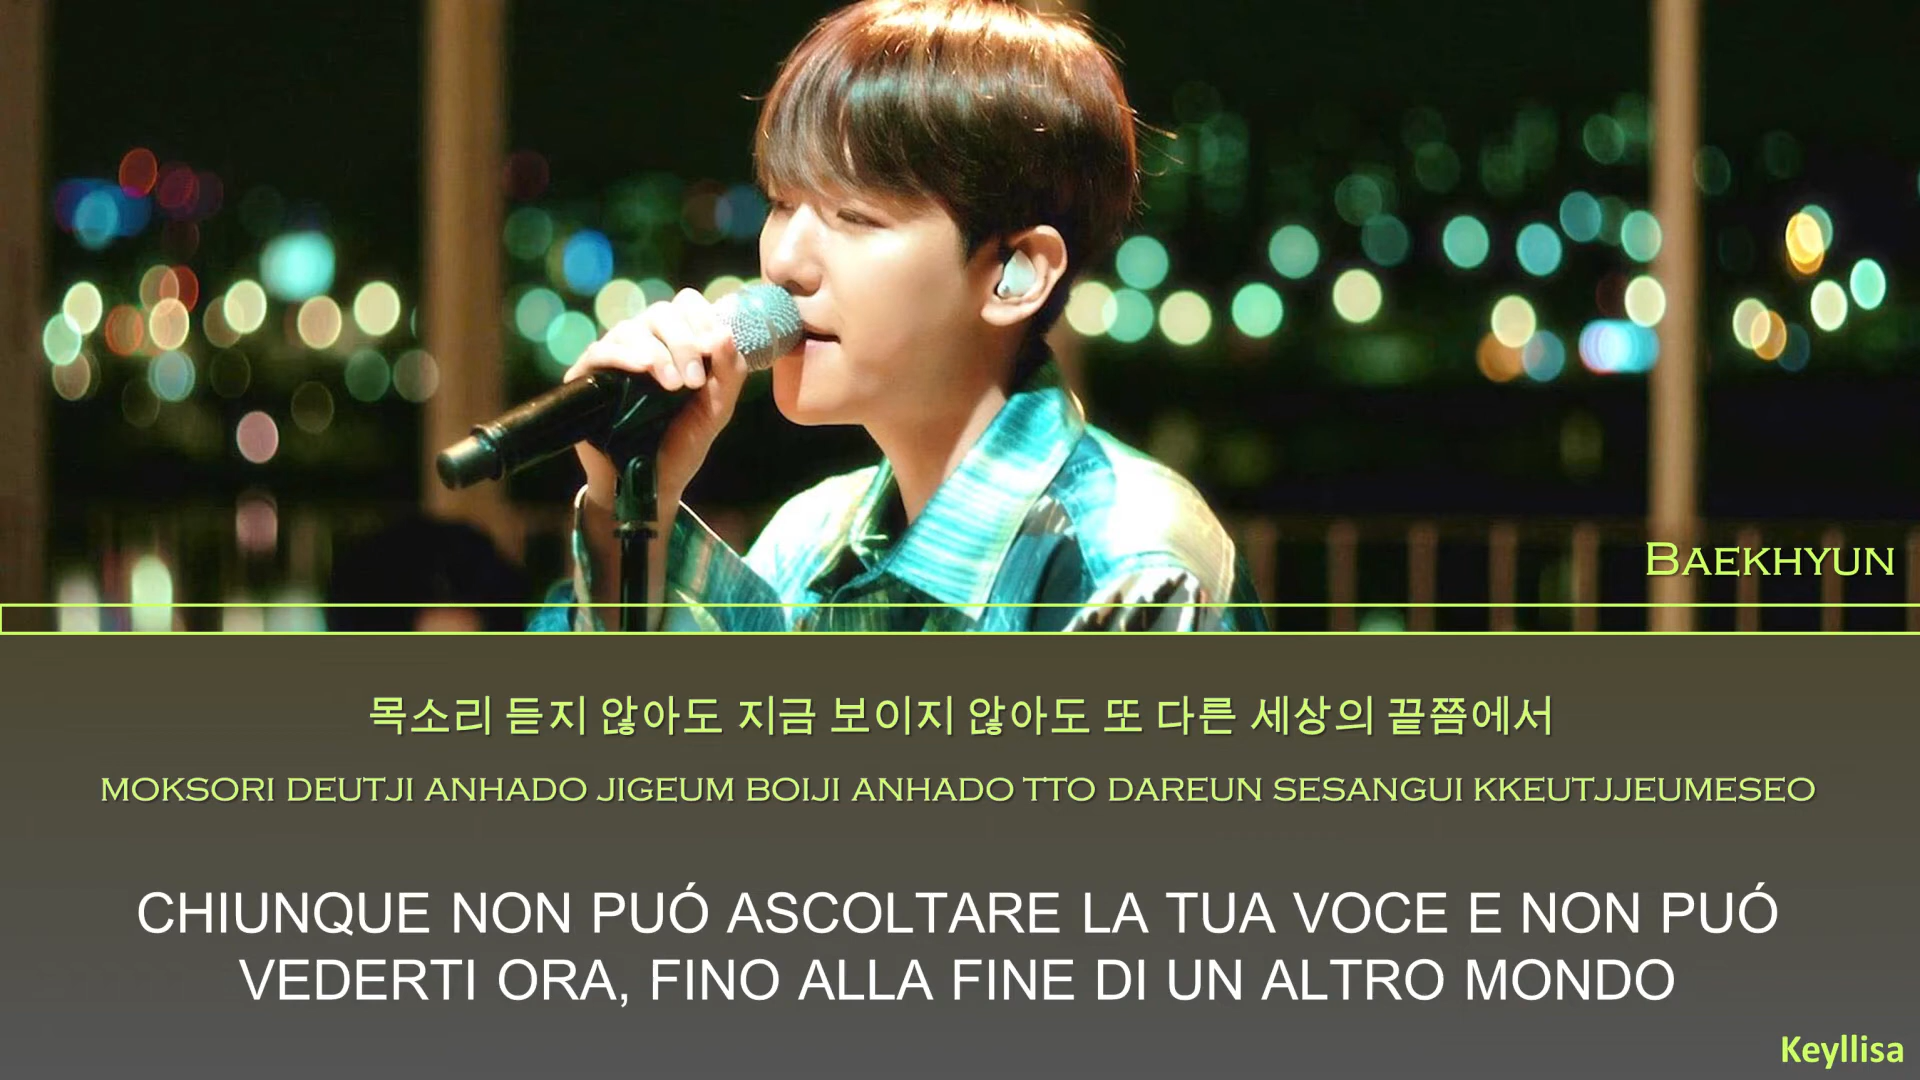 Baekhyun
목소리 듣지 않아도 지금 보이지 않아도 또 다른 세상의 끝쯤에서
MOKSORI DEUTJI ANHADO JIGEUM BOIJI ANHADO TTO DAREUN SESANGUI KKEUTJJEUMESEO
CHIUNQUE NON PUÓ ASCOLTARE LA TUA VOCE E NON PUÓ
VEDERTI ORA, FINO ALLA FINE DI UN ALTRO MONDO
Keyllisa